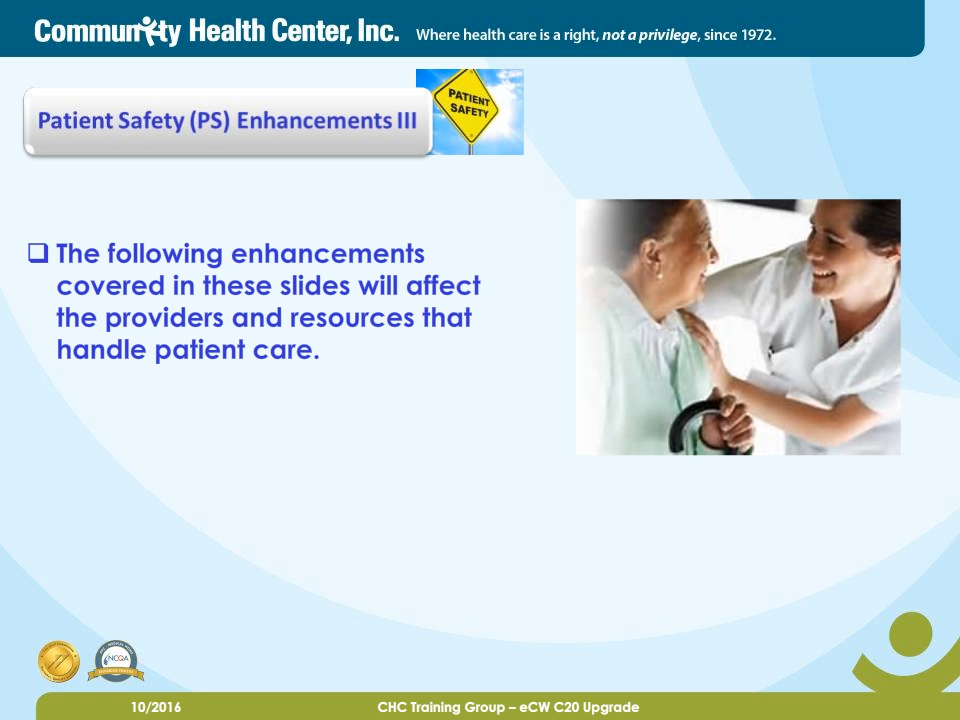 Community Health Center, Inc. Where health care is a right, not a privilege, since 1972.
PATIENT
SAFETY
Patient Safety (PS) Enhancements III
❑ The following enhancements
covered in these slides will affect
the providers and resources that
handle patient care.
NCQA
10/2016 CHC Training Group – eCW C20 Upgrade